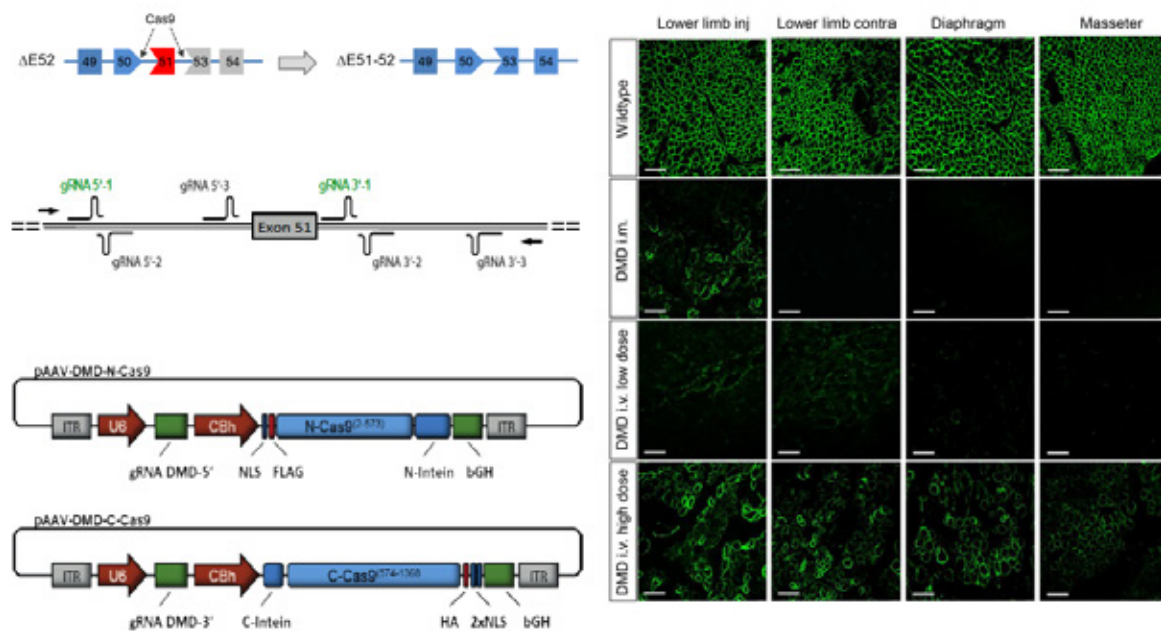 Cas9
ΔE52 49 50 51 53 54 ΔE51-52 49 50 53 54
gRNA 5'-1 gRNA 5'-3 gRNA 3'-1
Exon 51
gRNA 5'-2 gRNA 3'-2 gRNA 3'-3
pAAV-DMD-N-Cas9
ITR U6 CBh N-Cas9(2-573) ITR
gRNA DMD-5' NLS FLAG N-Intein bGH
pAAV-DMD-C-Cas9
ITR U6 CBh C-Cas9(574-1368 ITR
gRNA DMD-3' C-Intein HA 2xNLS bGH
Lower limb inj Lower limb contra Diaphragm Masseter
Wildtype
DMD i.m.
DMD i.v. low dose
DMD i.v. high dose